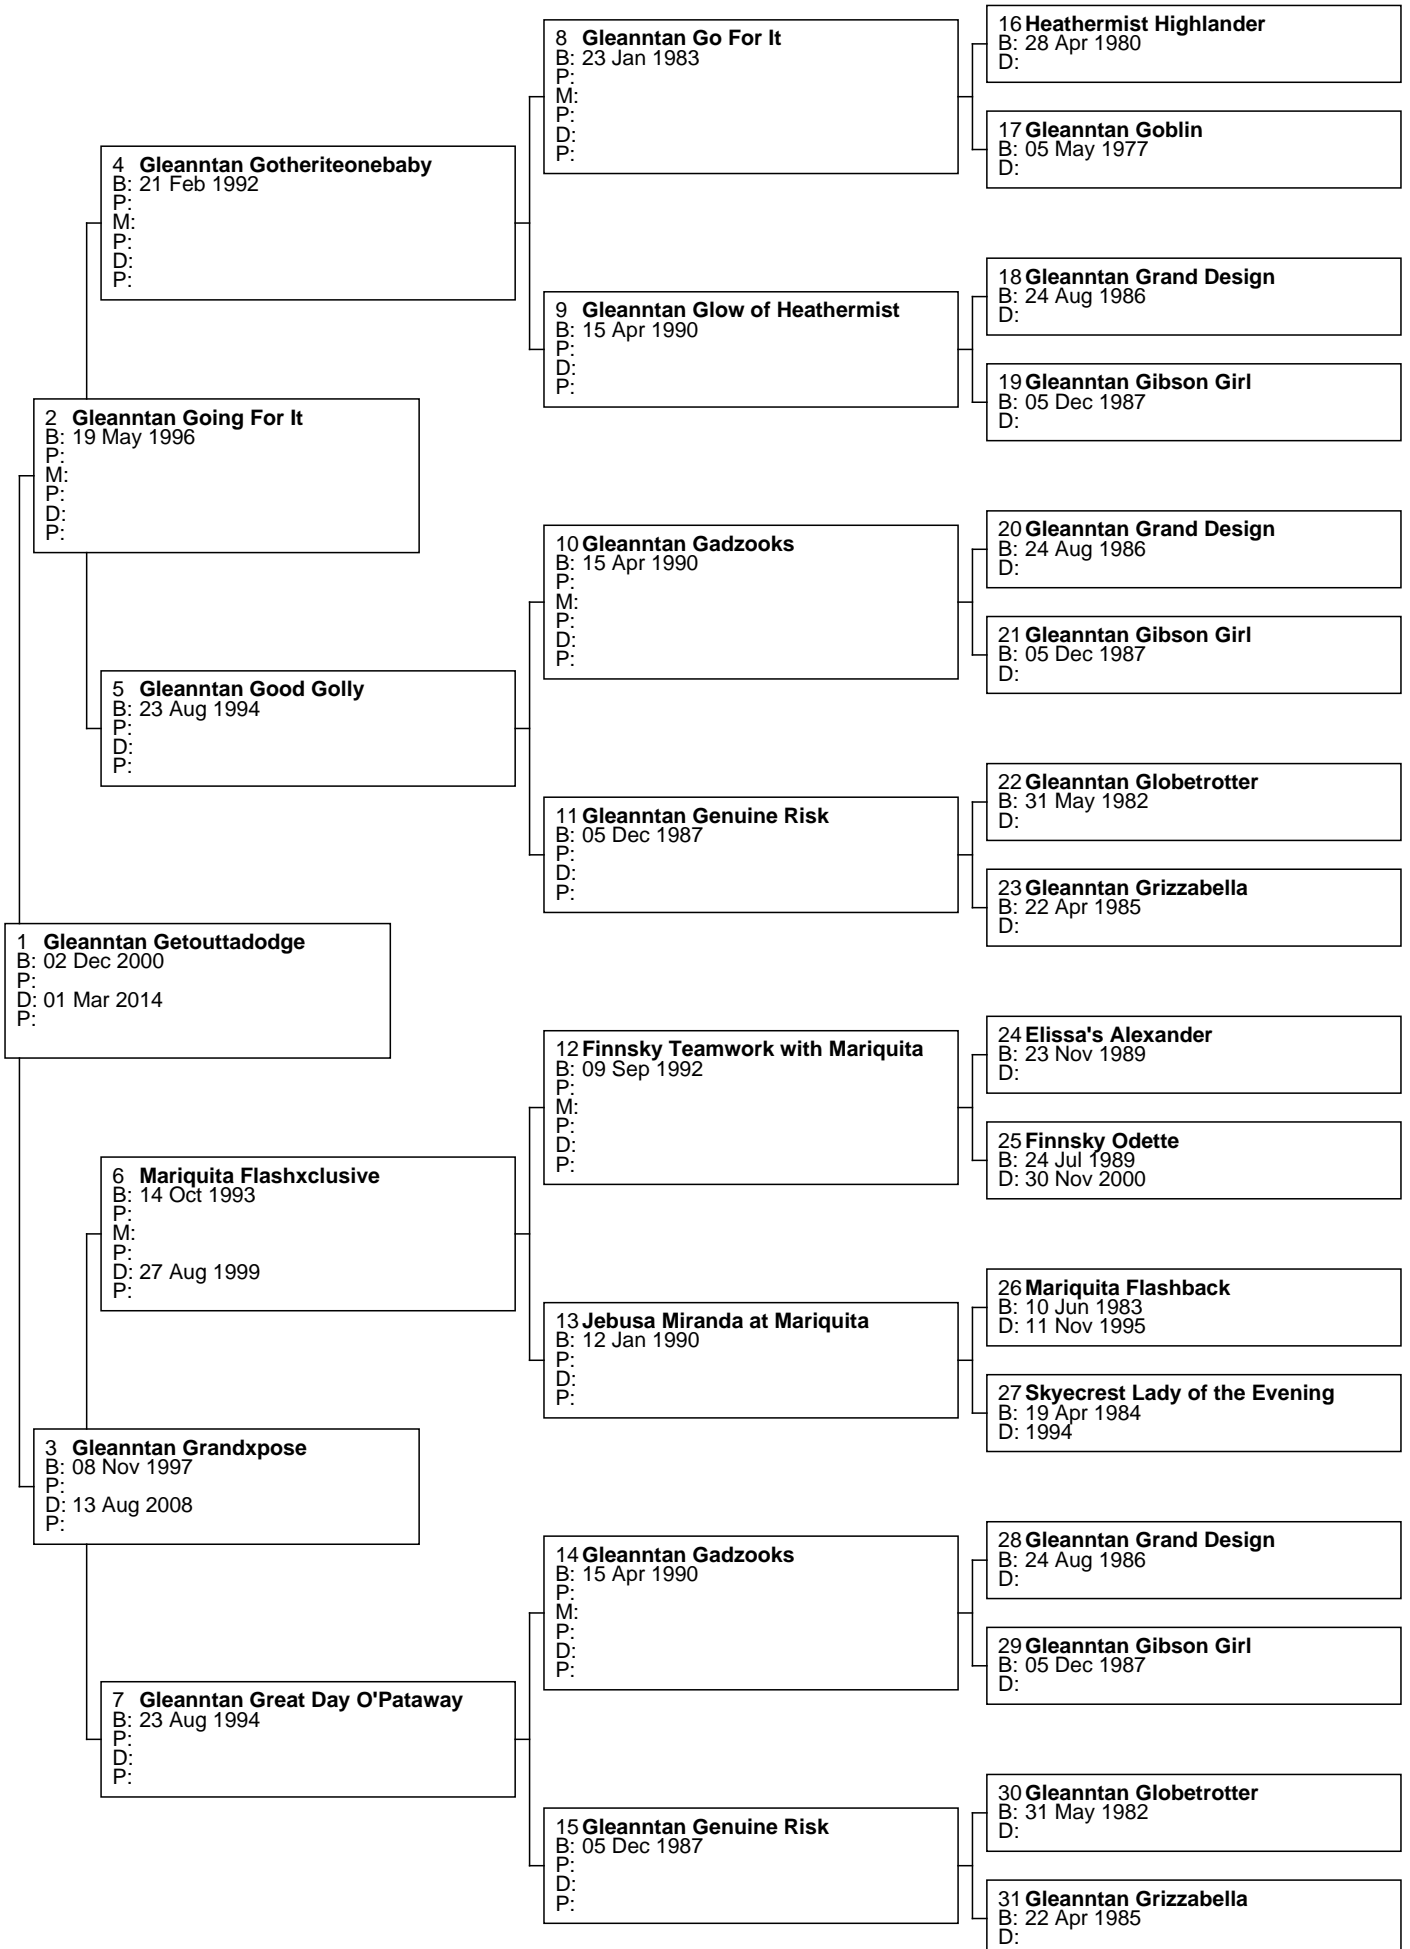 8 Gleanntan Go For It
B: 23 Jan 1983
P:
M:
P:
D:
P:
16 Heathermist Highlander
B: 28 Apr 1980
D:
17 Gleanntan Goblin
B: 05 May 1977
D:
4 Gleanntan Gotheriteonebaby
B: 21 Feb 1992
P:
M:
P:
D:
P:
9 Gleanntan Glow of Heathermist
B: 15 Apr 1990
P:
D:
P:
18 Gleanntan Grand Design
B: 24 Aug 1986
D:
19 Gleanntan Gibson Girl
B: 05 Dec 1987
D:
2 Gleanntan Going For It
B: 19 May 1996
P:
M:
P:
D:
P:
10 Gleanntan Gadzooks
B: 15 Apr 1990
P:
M:
P:
D:
P:
20 Gleanntan Grand Design
B: 24 Aug 1986
D:
21 Gleanntan Gibson Girl
B: 05 Dec 1987
D:
5 Gleanntan Good Golly
B: 23 Aug 1994
P:
D:
P:
11 Gleanntan Genuine Risk
B: 05 Dec 1987
P:
D:
P:
22 Gleanntan Globetrotter
B: 31 May 1982
D:
23 Gleanntan Grizzabella
B: 22 Apr 1985
D:
1 Gleanntan Getouttadodge
B: 02 Dec 2000
P:
D: 01 Mar 2014
P:
12 Finnsky Teamwork with Mariquita
B: 09 Sep 1992
P:
M:
P:
D:
P:
24 Elissa's Alexander
B: 23 Nov 1989
D:
25 Finnsky Odette
B: 24 Jul 1989
D: 30 Nov 2000
6 Mariquita Flashxclusive
B: 14 Oct 1993
P:
M:
P:
D: 27 Aug 1999
P:
13 Jebusa Miranda at Mariquita
B: 12 Jan 1990
P:
D:
P:
26 Mariquita Flashback
B: 10 Jun 1983
D: 11 Nov 1995
27 Skyecrest Lady of the Evening
B: 19 Apr 1984
D: 1994
3 Gleanntan Grandxpose
B: 08 Nov 1997
P:
D: 13 Aug 2008
P:
14 Gleanntan Gadzooks
B: 15 Apr 1990
P:
M:
P:
D:
P:
28 Gleanntan Grand Design
B: 24 Aug 1986
D:
29 Gleanntan Gibson Girl
B: 05 Dec 1987
D:
7 Gleanntan Great Day O'Pataway
B: 23 Aug 1994
P:
D:
P:
15 Gleanntan Genuine Risk
B: 05 Dec 1987
P:
D:
P:
30 Gleanntan Globetrotter
B: 31 May 1982
D:
31 Gleanntan Grizzabella
B: 22 Apr 1985
D: